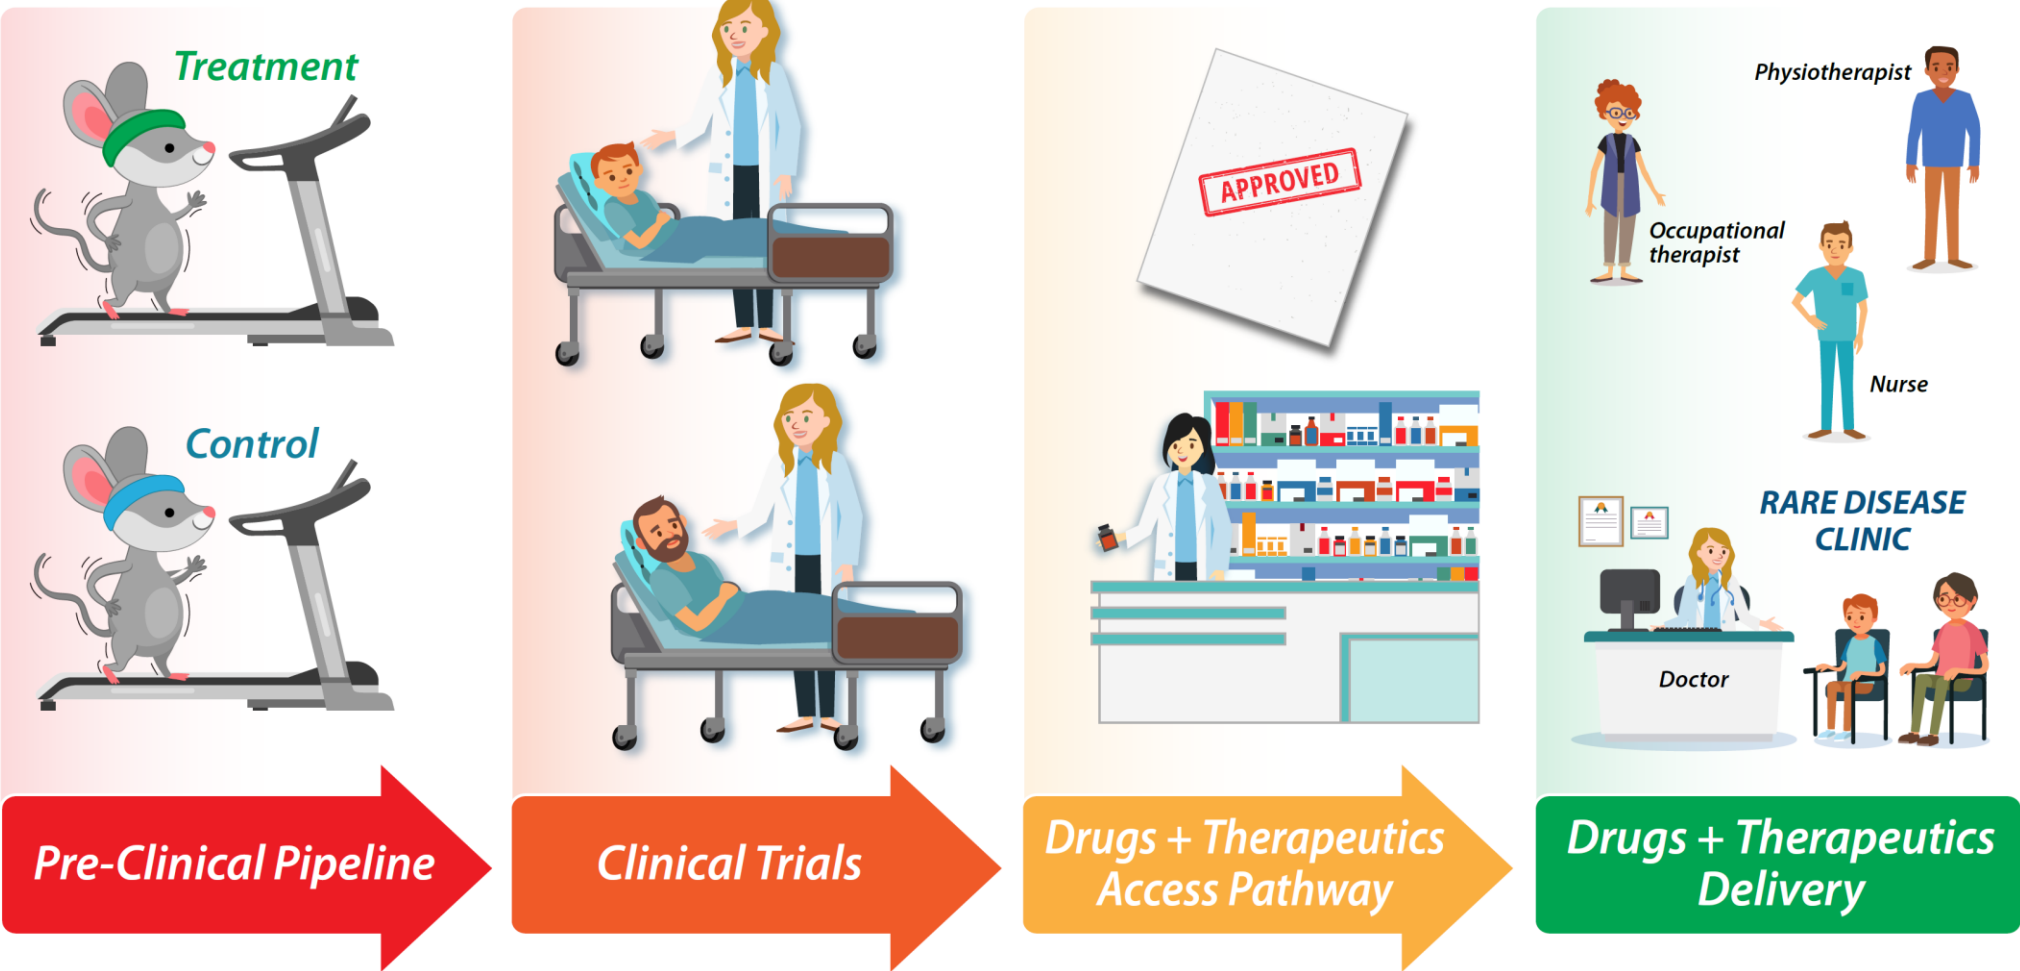 Treatment
Control
Pre-Clinical Pipeline
Clinical Trials
APPROVED
Drugs + Therapeutics
Access Pathway
Physiotherapist
Occupational
therapist
Nurse
RARE DISEASE
CLINIC
Doctor
Drugs + Therapeutics
Delivery